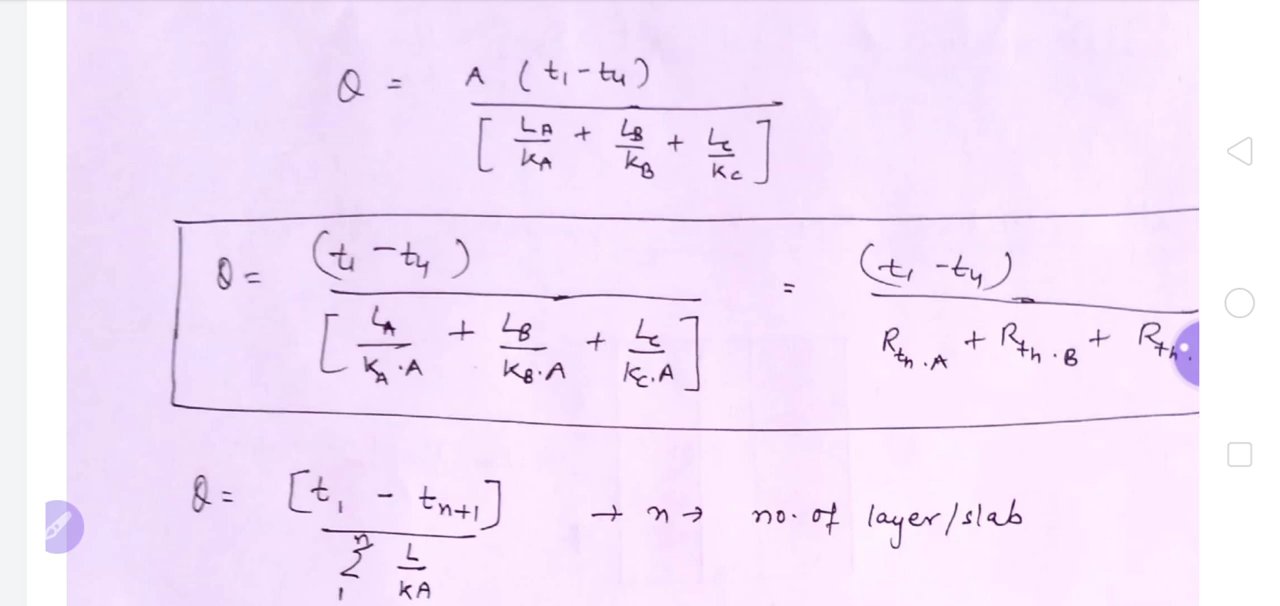 Q = A (t₁ - t₄) / [ L_A/K_A + L_B/K_B + L_C/K_C ]
Q = (t₁ - t₄) / [ L_A/(K_A . A) + L_B/(K_B . A) + L_C/(K_C . A) ] = (t₁ - t₄) / R_th.A + R_th.B + R_th.
Q = [t₁ - tₙ₊₁] / Σ₁ⁿ L/KA → n → no. of layer/slab